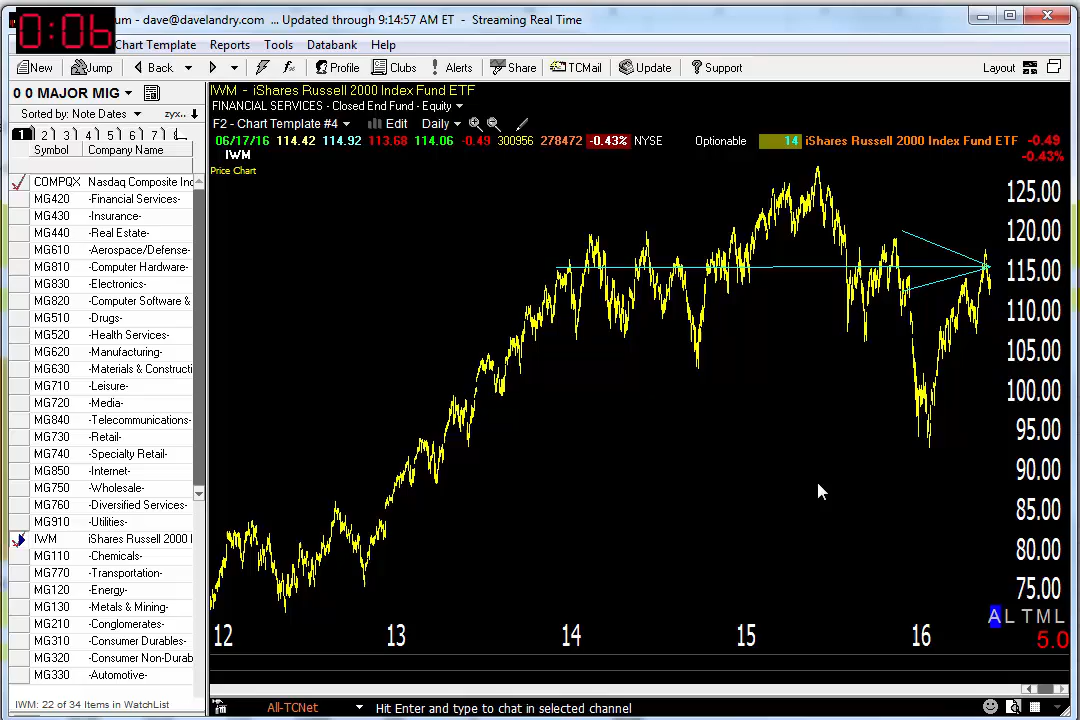 0:06
um - dave@davelandry.com ... Updated through 9:14:57 AM ET - Streaming Real Time
Chart Template Reports Tools Databank Help
New Jump Back Profile Clubs Alerts Share TCMail Update Support Layout
0 0 MAJOR MIG
Sorted by: Note Dates zyx..
1 2 3 4 5 6 7
Symbol Company Name
COMPQX Nasdaq Composite Inc
MG420 -Financial Services-
MG430 -Insurance-
MG440 -Real Estate-
MG610 -Aerospace/Defense-
MG810 -Computer Hardware-
MG830 -Electronics-
MG820 -Computer Software &
MG510 -Drugs-
MG520 -Health Services-
MG620 -Manufacturing-
MG630 -Materials & Constructi
MG710 -Leisure-
MG720 -Media-
MG840 -Telecommunications-
MG730 -Retail-
MG740 -Specialty Retail-
MG850 -Internet-
MG750 -Wholesale-
MG760 -Diversified Services-
MG910 -Utilities-
IWM iShares Russell 2000 I
MG110 -Chemicals-
MG770 -Transportation-
MG120 -Energy-
MG130 -Metals & Mining-
MG210 -Conglomerates-
MG310 -Consumer Durables-
MG320 -Consumer Non-Durab
MG330 -Automotive-
IWM: 22 of 34 Items in WatchList
IWM - iShares Russell 2000 Index Fund ETF
FINANCIAL SERVICES - Closed End Fund - Equity
F2 - Chart Template #4 Edit Daily
06/17/16 114.42 114.92 113.68 114.06 -0.49 300956 278472 -0.43% NYSE Optionable 14 iShares Russell 2000 Index Fund ETF -0.49
IWM -0.43%
Price Chart
125.00
120.00
115.00
110.00
105.00
100.00
95.00
90.00
85.00
80.00
75.00
A L T M L
12 13 14 15 16 5.0
All-TCNet Hit Enter and type to chat in selected channel